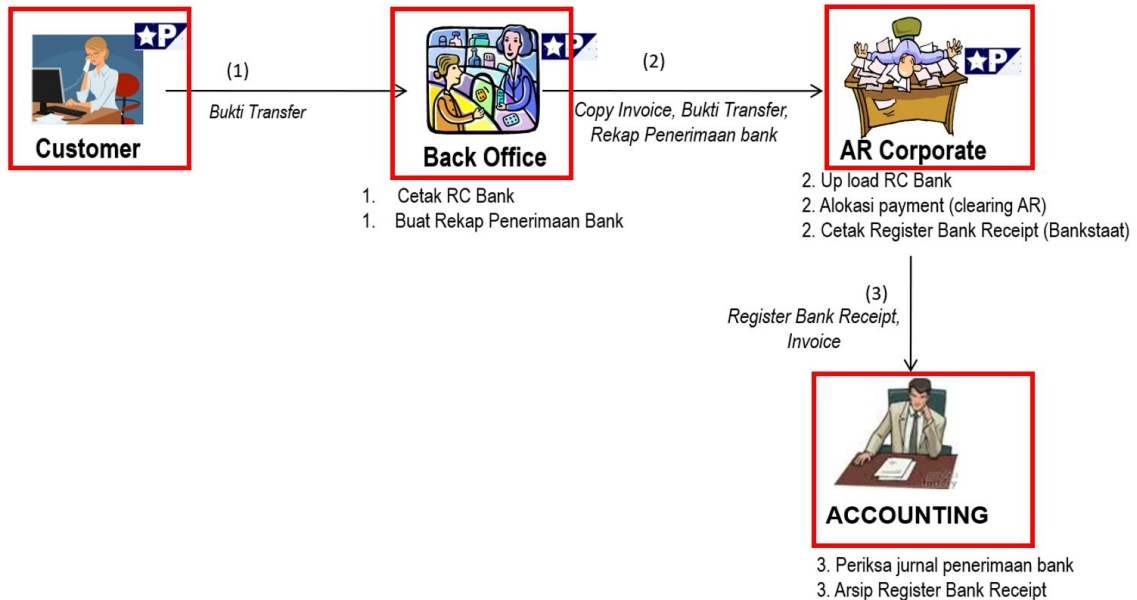 P
(1)
Bukti Transfer
Customer
P
(2)
Copy Invoice, Bukti Transfer,
Rekap Penerimaan bank
Back Office
1. Cetak RC Bank
1. Buat Rekap Penerimaan Bank
P
AR Corporate
2. Up load RC Bank
2. Alokasi payment (clearing AR)
2. Cetak Register Bank Receipt (Bankstaat)
(3)
Register Bank Receipt,
Invoice
ACCOUNTING
3. Periksa jurnal penerimaan bank
3. Arsip Register Bank Receipt